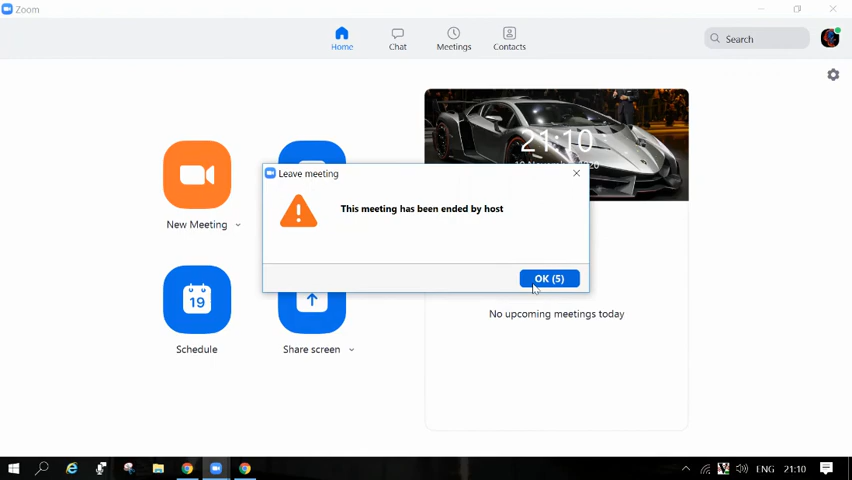 Zoom
Home
Chat
Meetings
Contacts
Search
21:10
Leave meeting
This meeting has been ended by host
OK (5)
New Meeting
No upcoming meetings today
19
Schedule
Share screen
ENG
21:10